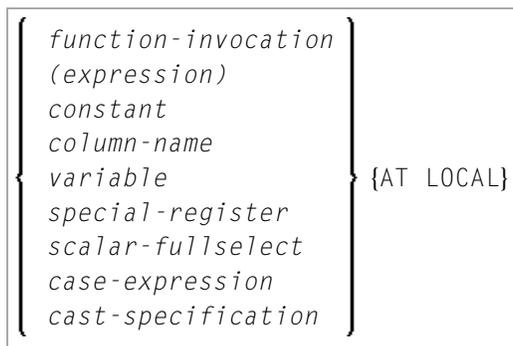 function-invocation
(expression)
constant
column-name
variable {AT LOCAL}
special-register
scalar-fullselect
case-expression
cast-specification